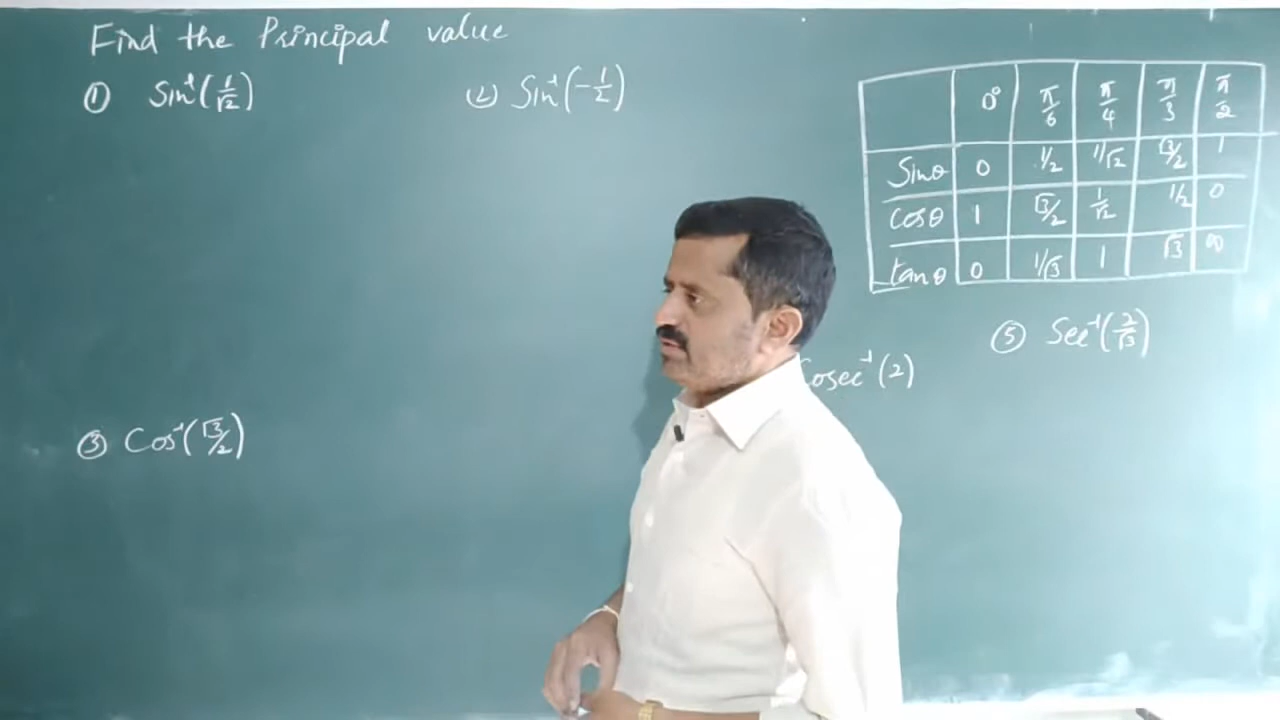 Find the Principal value
① Sin⁻¹(1/√2)
② Sin⁻¹(-1/2)
0° π/6 π/4 π/3 π/2
Sinθ 0 1/2 1/√2 √3/2 1
cosθ 1 √3/2 1/√2 1/2 0
tanθ 0 1/√3 1 √3 ∞
③ Cos⁻¹(√3/2)
cosec⁻¹(2)
⑤ Sec⁻¹(2/√3)